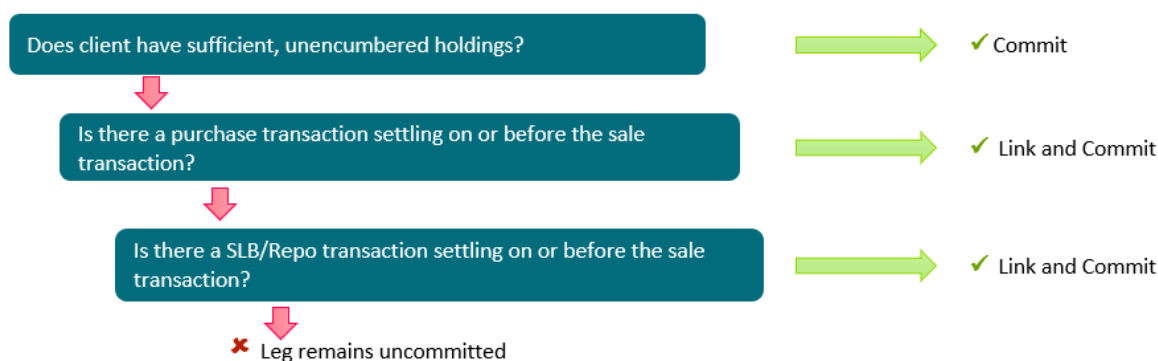 Does client have sufficient, unencumbered holdings?
✓ Commit
Is there a purchase transaction settling on or before the sale
transaction?
✓ Link and Commit
Is there a SLB/Repo transaction settling on or before the sale
transaction?
✓ Link and Commit
✖ Leg remains uncommitted